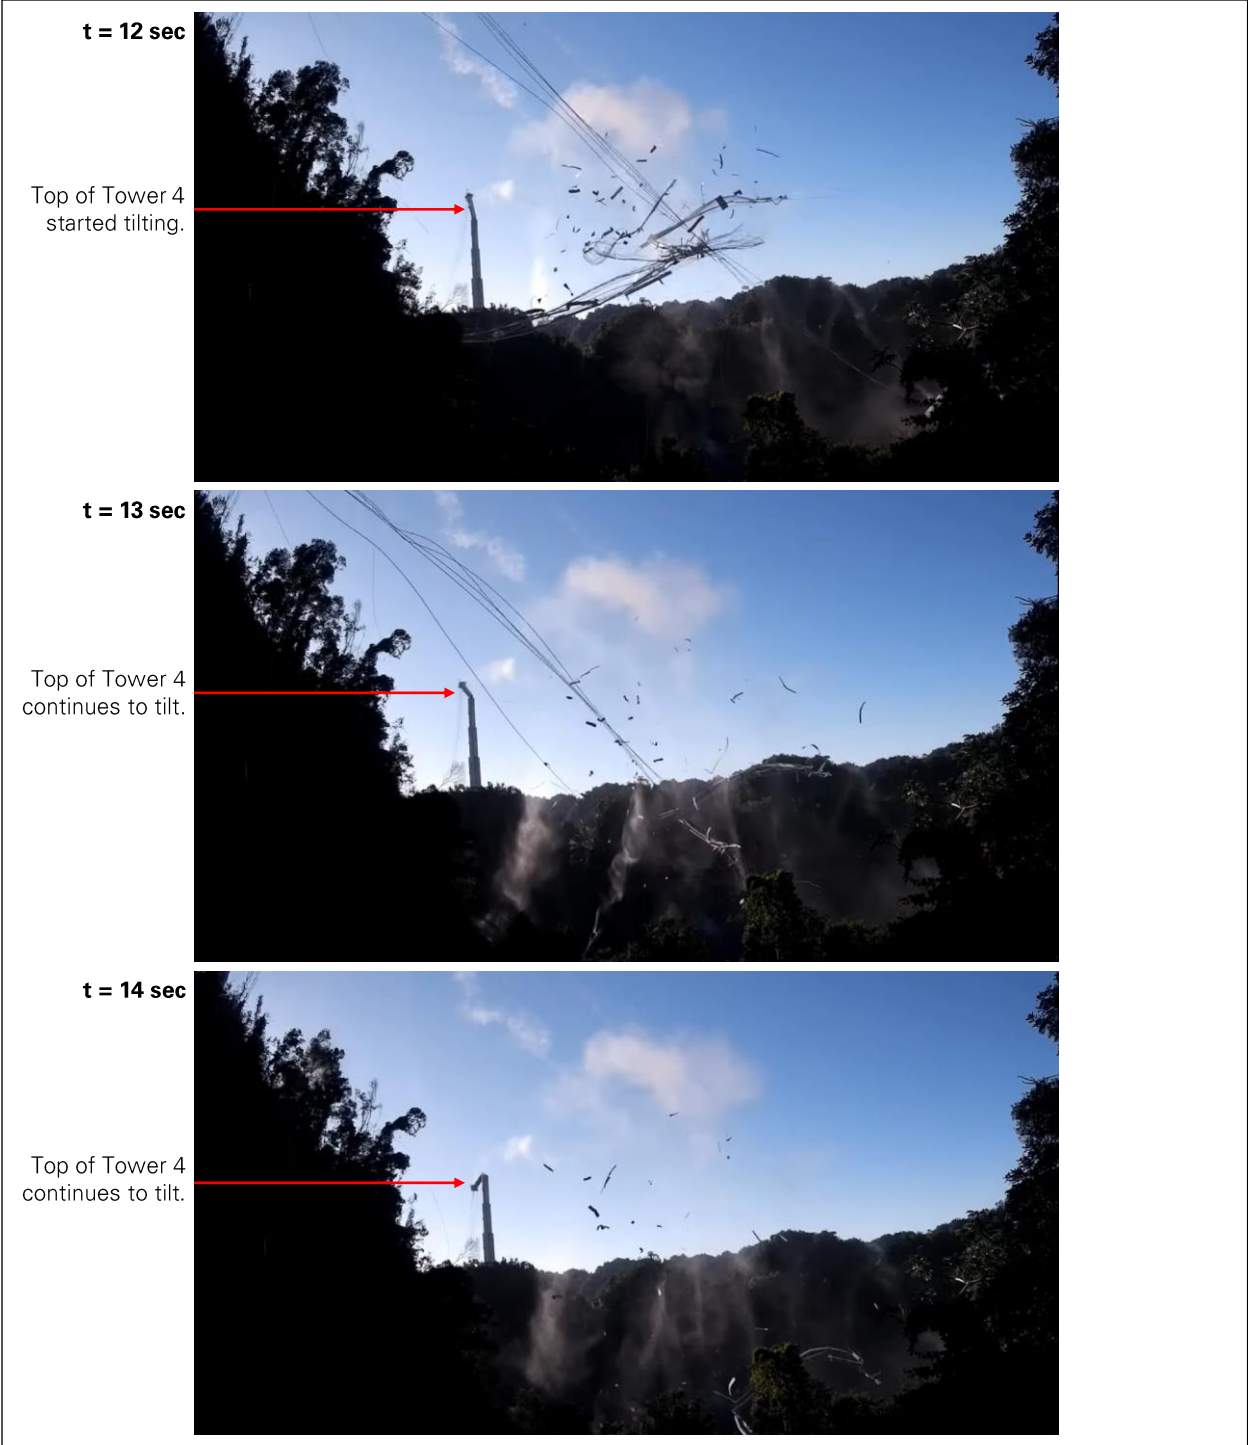 t = 12 sec
Top of Tower 4
started tilting.
t = 13 sec
Top of Tower 4
continues to tilt.
t = 14 sec
Top of Tower 4
continues to tilt.